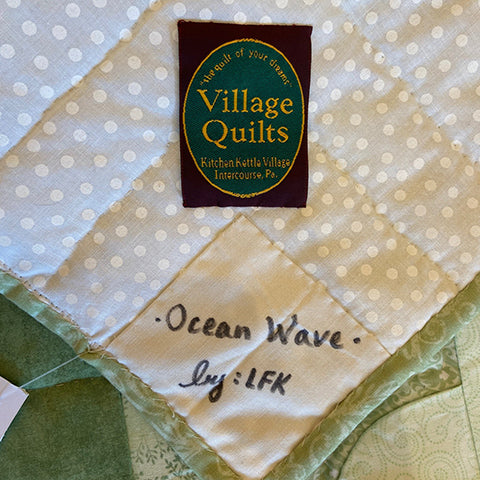 "the quilt of your dreams"
Village
Quilts
Kitchen Kettle Village
Intercourse, Pa.
· Ocean Wave ·
by: LFK